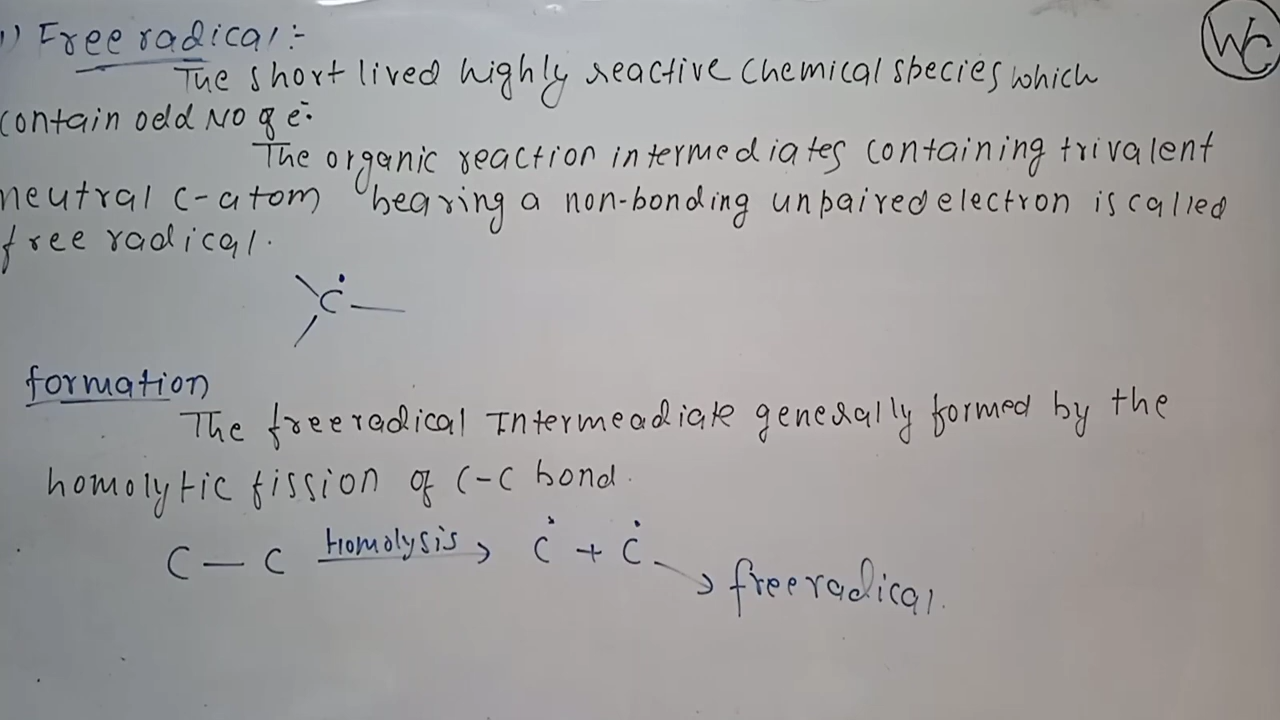 1) Free radical :-
WC
The short lived highly reactive chemical species which
contain odd NO of e-.
The organic reaction intermediates containing trivalent
neutral C-atom bearing a non-bonding unpaired electron is called
free radical.
Ċ
formation
The free radical Intermeadiate generally formed by the
homolytic fission of C-C bond.
C — C Homolysis → Ċ + Ċ
→ free radical.